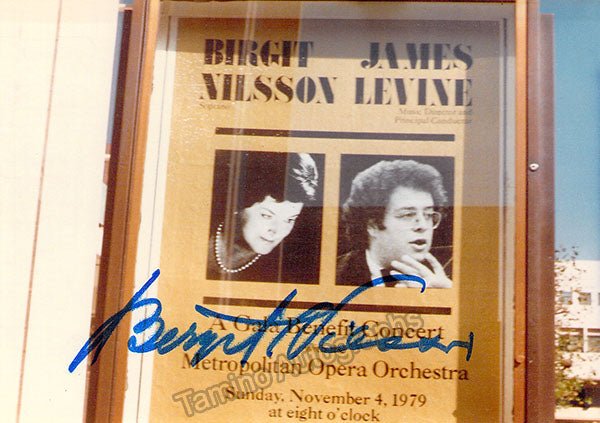 BIRGIT JAMES
NILSSON LEVINE
Soprano Music Director and
Principal Conductor
A Gala Benefit Concert
Birgit Nilsson
Metropolitan Opera Orchestra
Tamino Autographs
Sunday, November 4, 1979
at eight o'clock